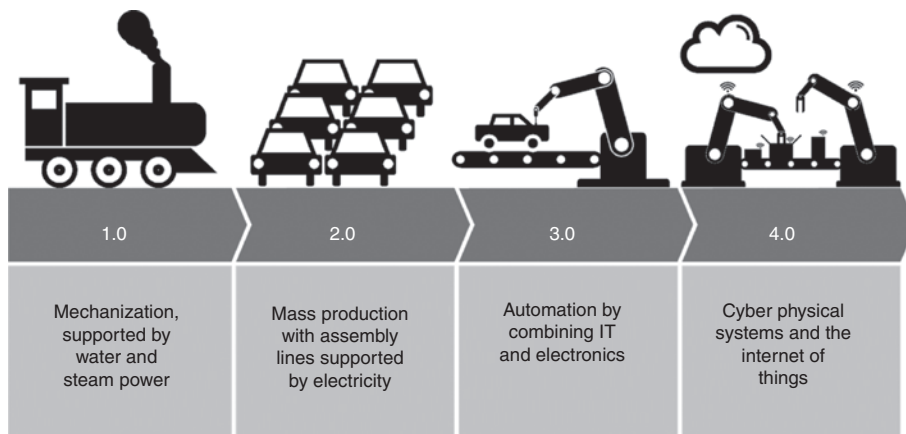 1.0
2.0
3.0
4.0
Mechanization,
supported by
water and
steam power
Mass production
with assembly
lines supported
by electricity
Automation by
combining IT
and electronics
Cyber physical
systems and the
internet of
things